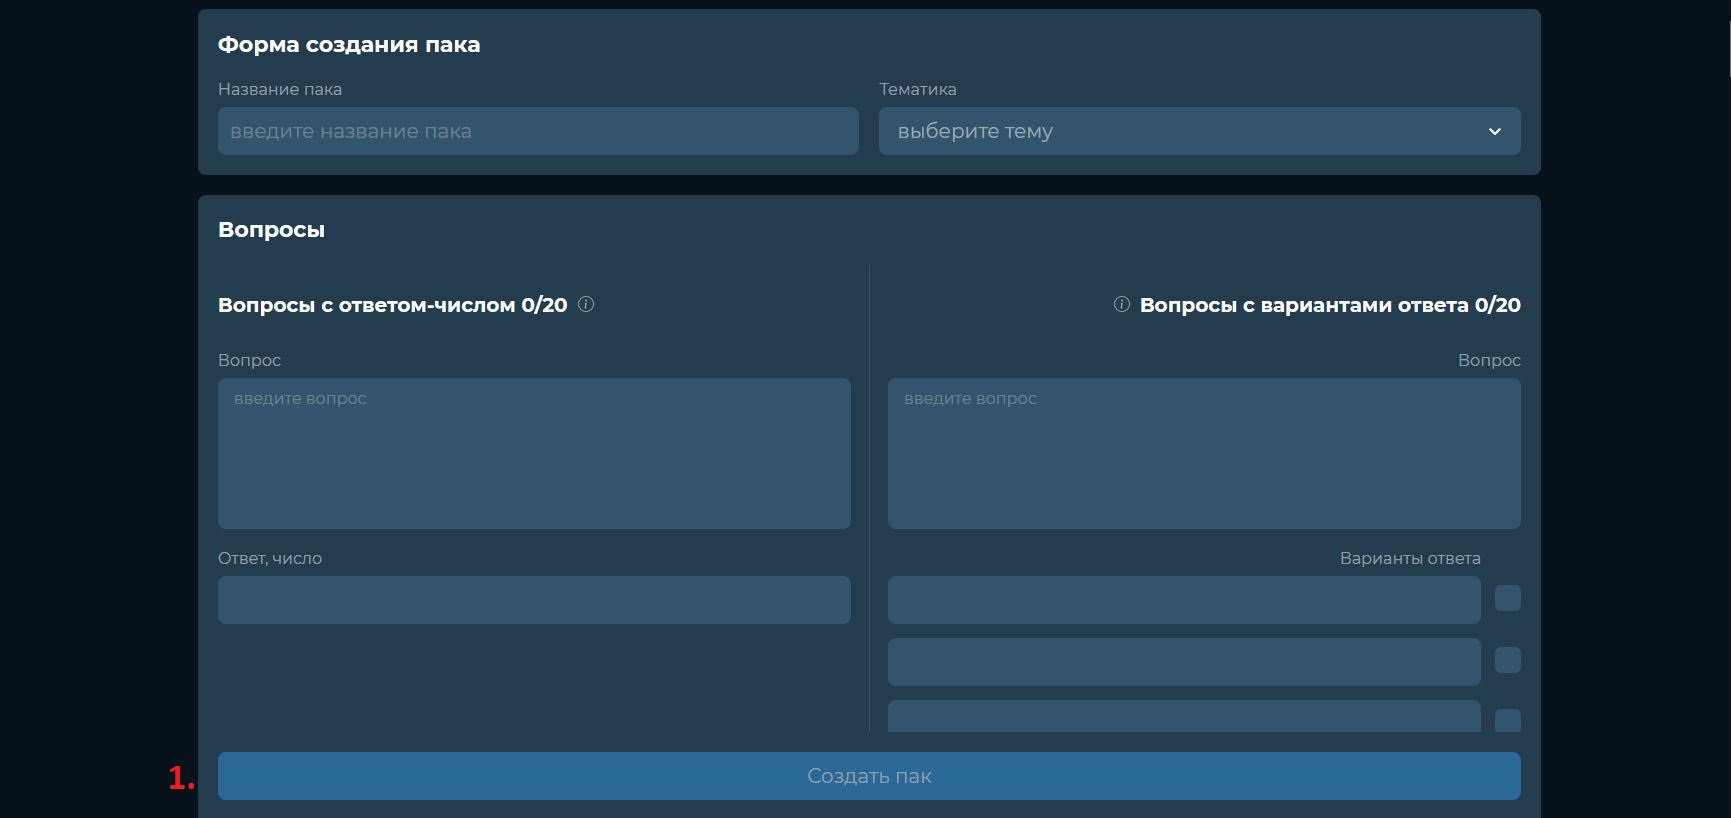 Форма создания пака
Название пака
введите название пака
Тематика
выберите тему
Вопросы
Вопросы с ответом-числом 0/20
Вопрос
введите вопрос
Ответ, число
Вопросы с вариантами ответа 0/20
Вопрос
введите вопрос
Варианты ответа
1.
Создать пак